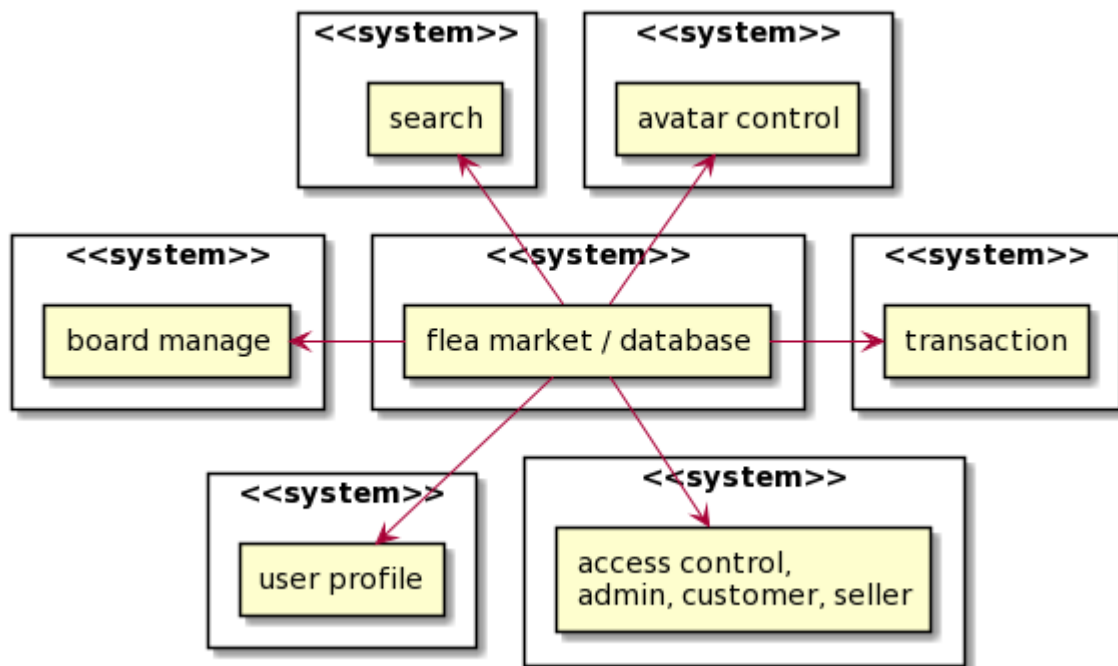 <<system>>
search
<<system>>
avatar control
<<system>>
board manage
<<system>>
flea market / database
<<system>>
transaction
<<system>>
user profile
<<system>>
access control,
admin, customer, seller